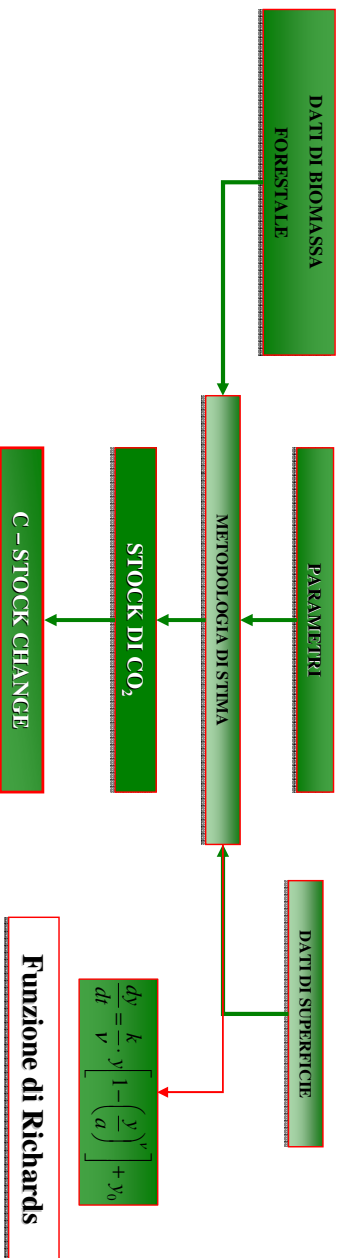 DATI DI BIOMASSA
FORESTALE
PARAMETRI
DATI DI SUPERFICIE
METODOLOGIA DI STIMA
STOCK DI CO₂
C – STOCK CHANGE
dy/dt = k/ν · y [1 − (y/a)^ν] + y₀
Funzione di Richards